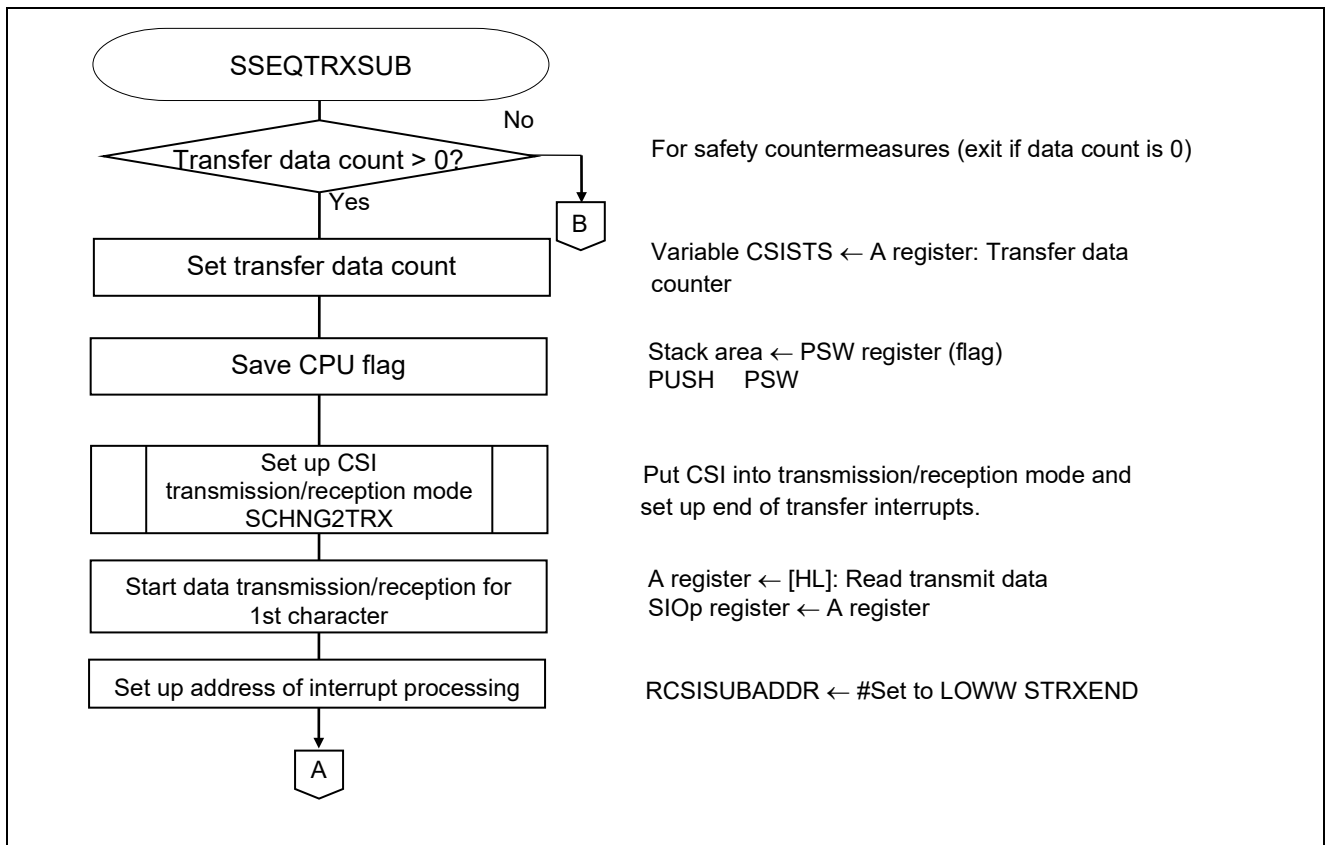 SSEQTRXSUB
No
Transfer data count > 0?
For safety countermeasures (exit if data count is 0)
Yes
B
Set transfer data count
Variable CSISTS ← A register: Transfer data
counter
Save CPU flag
Stack area ← PSW register (flag)
PUSH PSW
Set up CSI
transmission/reception mode
SCHNG2TRX
Put CSI into transmission/reception mode and
set up end of transfer interrupts.
Start data transmission/reception for
1st character
A register ← [HL]: Read transmit data
SIOp register ← A register
Set up address of interrupt processing
RCSISUBADDR ← #Set to LOWW STRXEND
A